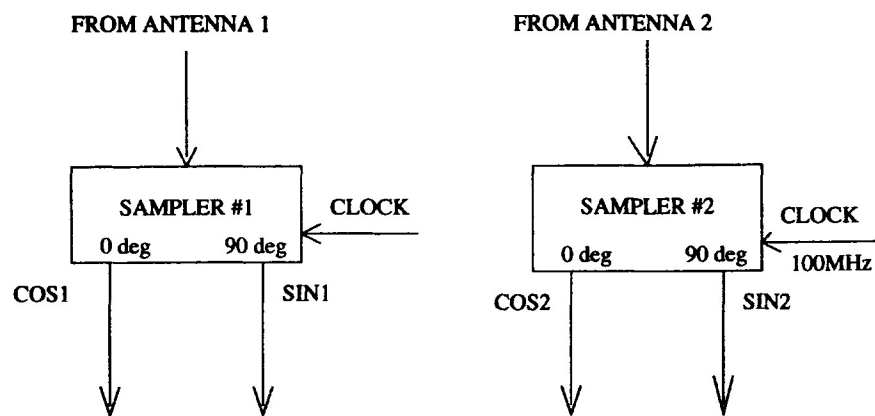 FROM ANTENNA 1
FROM ANTENNA 2
SAMPLER #1
CLOCK
0 deg
90 deg
COS1
SIN1
SAMPLER #2
CLOCK
0 deg
90 deg
100MHz
COS2
SIN2